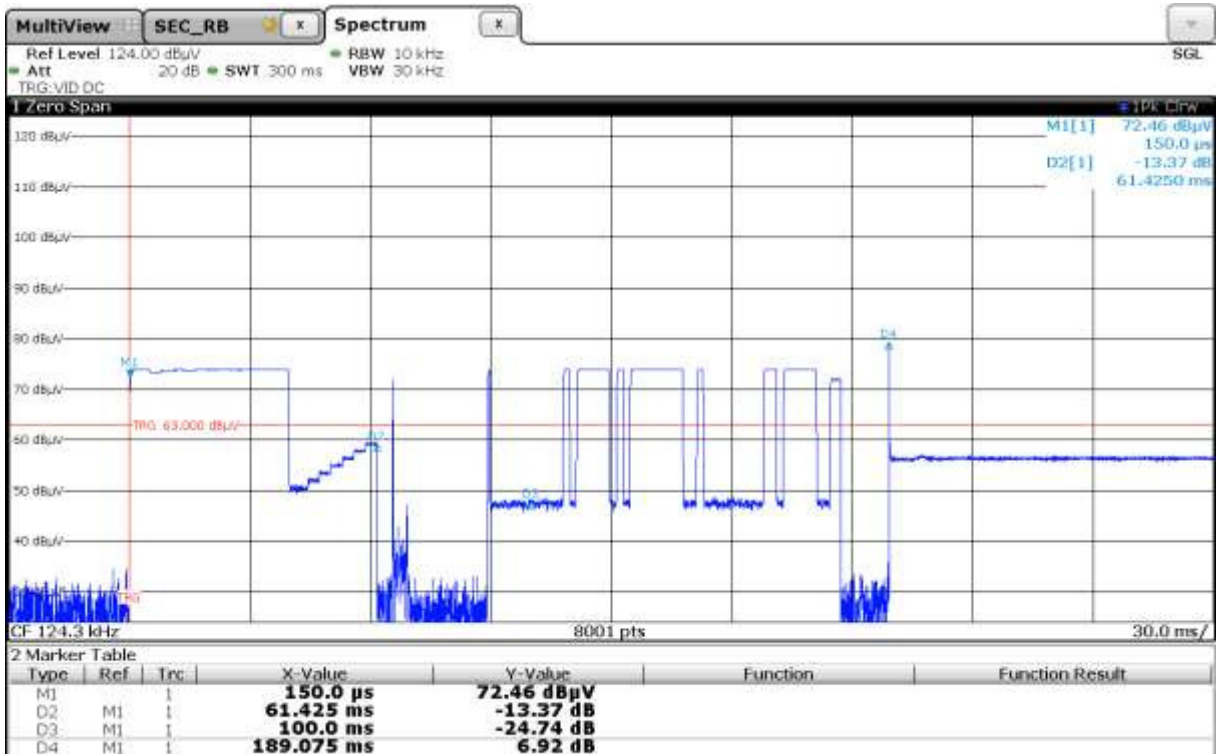 MultiView SEC_RB x Spectrum x
Ref Level 124.00 dBµV RBW 10 kHz SGL
Att 20 dB SWT 300 ms VBW 30 kHz
TRG:VID DC
1 Zero Span 1Pk Clrw
120 dBµV
M1[1] 72.46 dBµV
150.0 µs
D2[1] -13.37 dB
61.4250 ms
110 dBµV
100 dBµV
90 dBµV
80 dBµV
D4
M1
70 dBµV
TRG 63.000 dBµV
60 dBµV
D2
50 dBµV
D3
40 dBµV
TRG
CF 124.3 kHz 8001 pts 30.0 ms/
2 Marker Table
Type Ref Trc X-Value Y-Value Function Function Result
M1 1 150.0 µs 72.46 dBµV
D2 M1 1 61.425 ms -13.37 dB
D3 M1 1 100.0 ms -24.74 dB
D4 M1 1 189.075 ms 6.92 dB